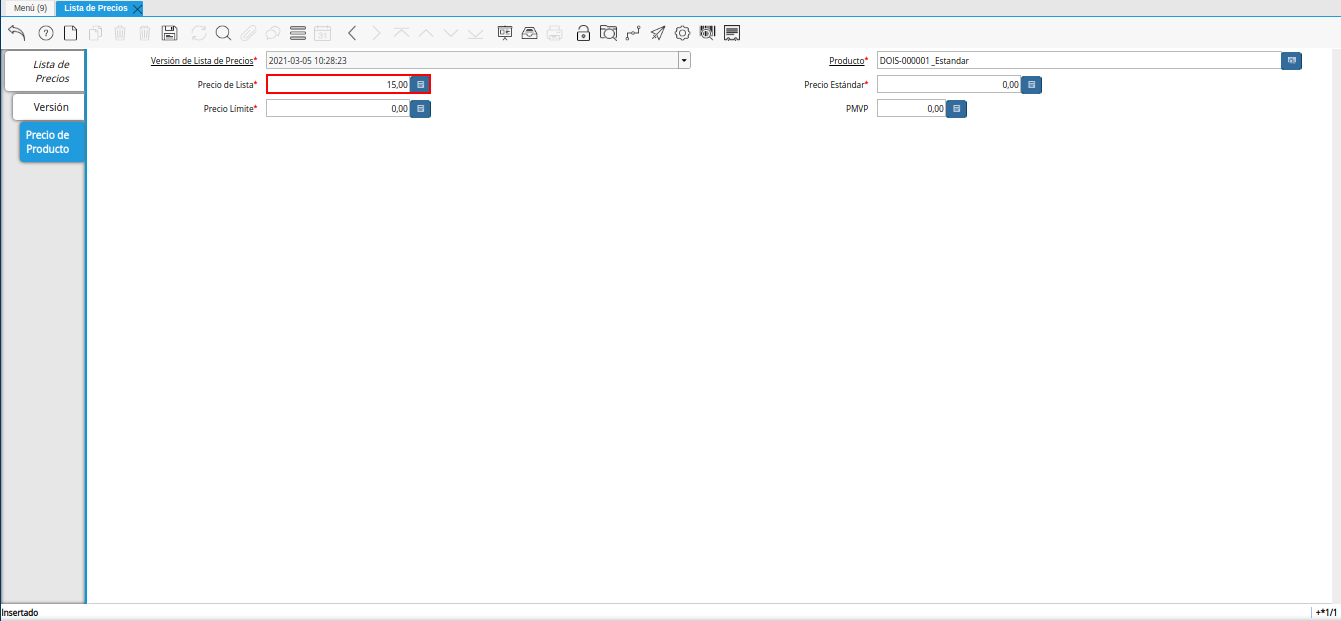 Menú (9)
Lista de Precios
Lista de
Precios
Versión
Precio de
Producto
Versión de Lista de Precios* 2021-03-05 10:28:23
Producto* DOIS-000001_Estandar
Precio de Lista* 15,00
Precio Estándar* 0,00
Precio Límite* 0,00
PMVP 0,00
Insertado
+*1/1